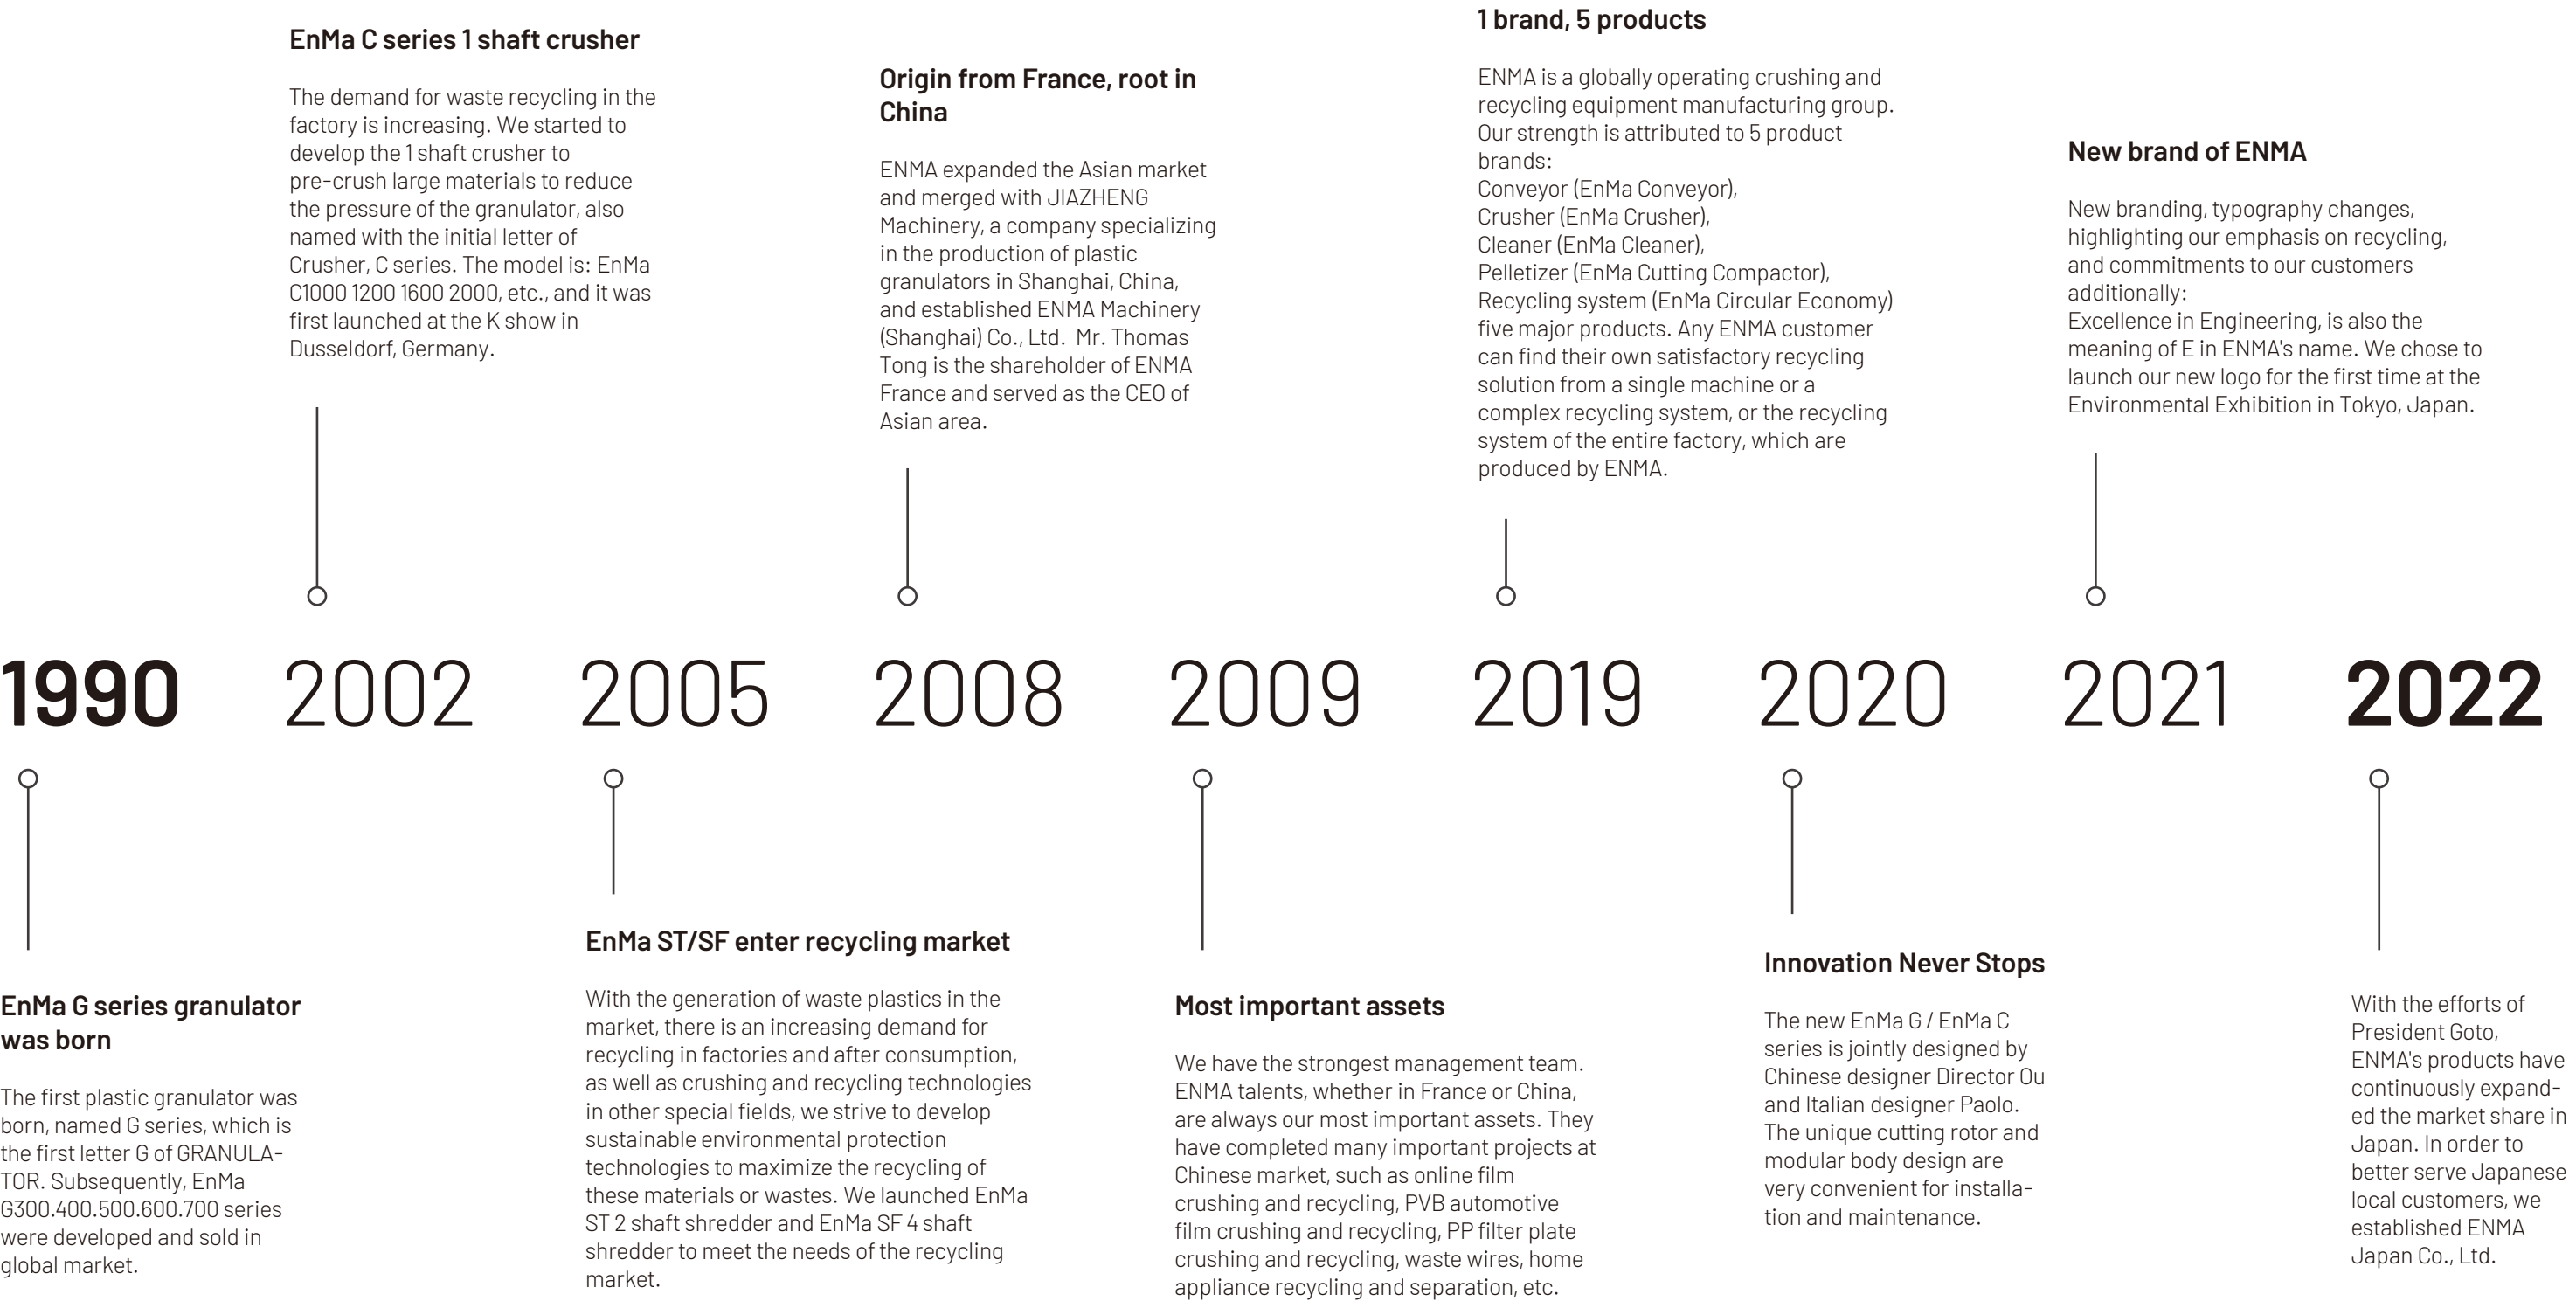 EnMa C series 1 shaft crusher
The demand for waste recycling in the
factory is increasing. We started to
develop the 1 shaft crusher to
pre-crush large materials to reduce
the pressure of the granulator, also
named with the initial letter of
Crusher, C series. The model is: EnMa
C1000 1200 1600 2000, etc., and it was
first launched at the K show in
Dusseldorf, Germany.
Origin from France, root in
China
ENMA expanded the Asian market
and merged with JIAZHENG
Machinery, a company specializing
in the production of plastic
granulators in Shanghai, China,
and established ENMA Machinery
(Shanghai) Co., Ltd.  Mr. Thomas
Tong is the shareholder of ENMA
France and served as the CEO of
Asian area.
1 brand, 5 products
ENMA is a globally operating crushing and
recycling equipment manufacturing group.
Our strength is attributed to 5 product
brands:
Conveyor (EnMa Conveyor),
Crusher (EnMa Crusher),
Cleaner (EnMa Cleaner),
Pelletizer (EnMa Cutting Compactor),
Recycling system (EnMa Circular Economy)
five major products. Any ENMA customer
can find their own satisfactory recycling
solution from a single machine or a
complex recycling system, or the recycling
system of the entire factory, which are
produced by ENMA.
New brand of ENMA
New branding, typography changes,
highlighting our emphasis on recycling,
and commitments to our customers
additionally:
Excellence in Engineering, is also the
meaning of E in ENMA's name. We chose to
launch our new logo for the first time at the
Environmental Exhibition in Tokyo, Japan.
1990 2002 2005 2008 2009 2019 2020 2021 2022
EnMa G series granulator
was born
The first plastic granulator was
born, named G series, which is
the first letter G of GRANULA-
TOR. Subsequently, EnMa
G300.400.500.600.700 series
were developed and sold in
global market.
EnMa ST/SF enter recycling market
With the generation of waste plastics in the
market, there is an increasing demand for
recycling in factories and after consumption,
as well as crushing and recycling technologies
in other special fields, we strive to develop
sustainable environmental protection
technologies to maximize the recycling of
these materials or wastes. We launched EnMa
ST 2 shaft shredder and EnMa SF 4 shaft
shredder to meet the needs of the recycling
market.
Most important assets
We have the strongest management team.
ENMA talents, whether in France or China,
are always our most important assets. They
have completed many important projects at
Chinese market, such as online film
crushing and recycling, PVB automotive
film crushing and recycling, PP filter plate
crushing and recycling, waste wires, home
appliance recycling and separation, etc.
Innovation Never Stops
The new EnMa G / EnMa C
series is jointly designed by
Chinese designer Director Ou
and Italian designer Paolo.
The unique cutting rotor and
modular body design are
very convenient for installa-
tion and maintenance.
With the efforts of
President Goto,
ENMA's products have
continuously expand-
ed the market share in
Japan. In order to
better serve Japanese
local customers, we
established ENMA
Japan Co., Ltd.